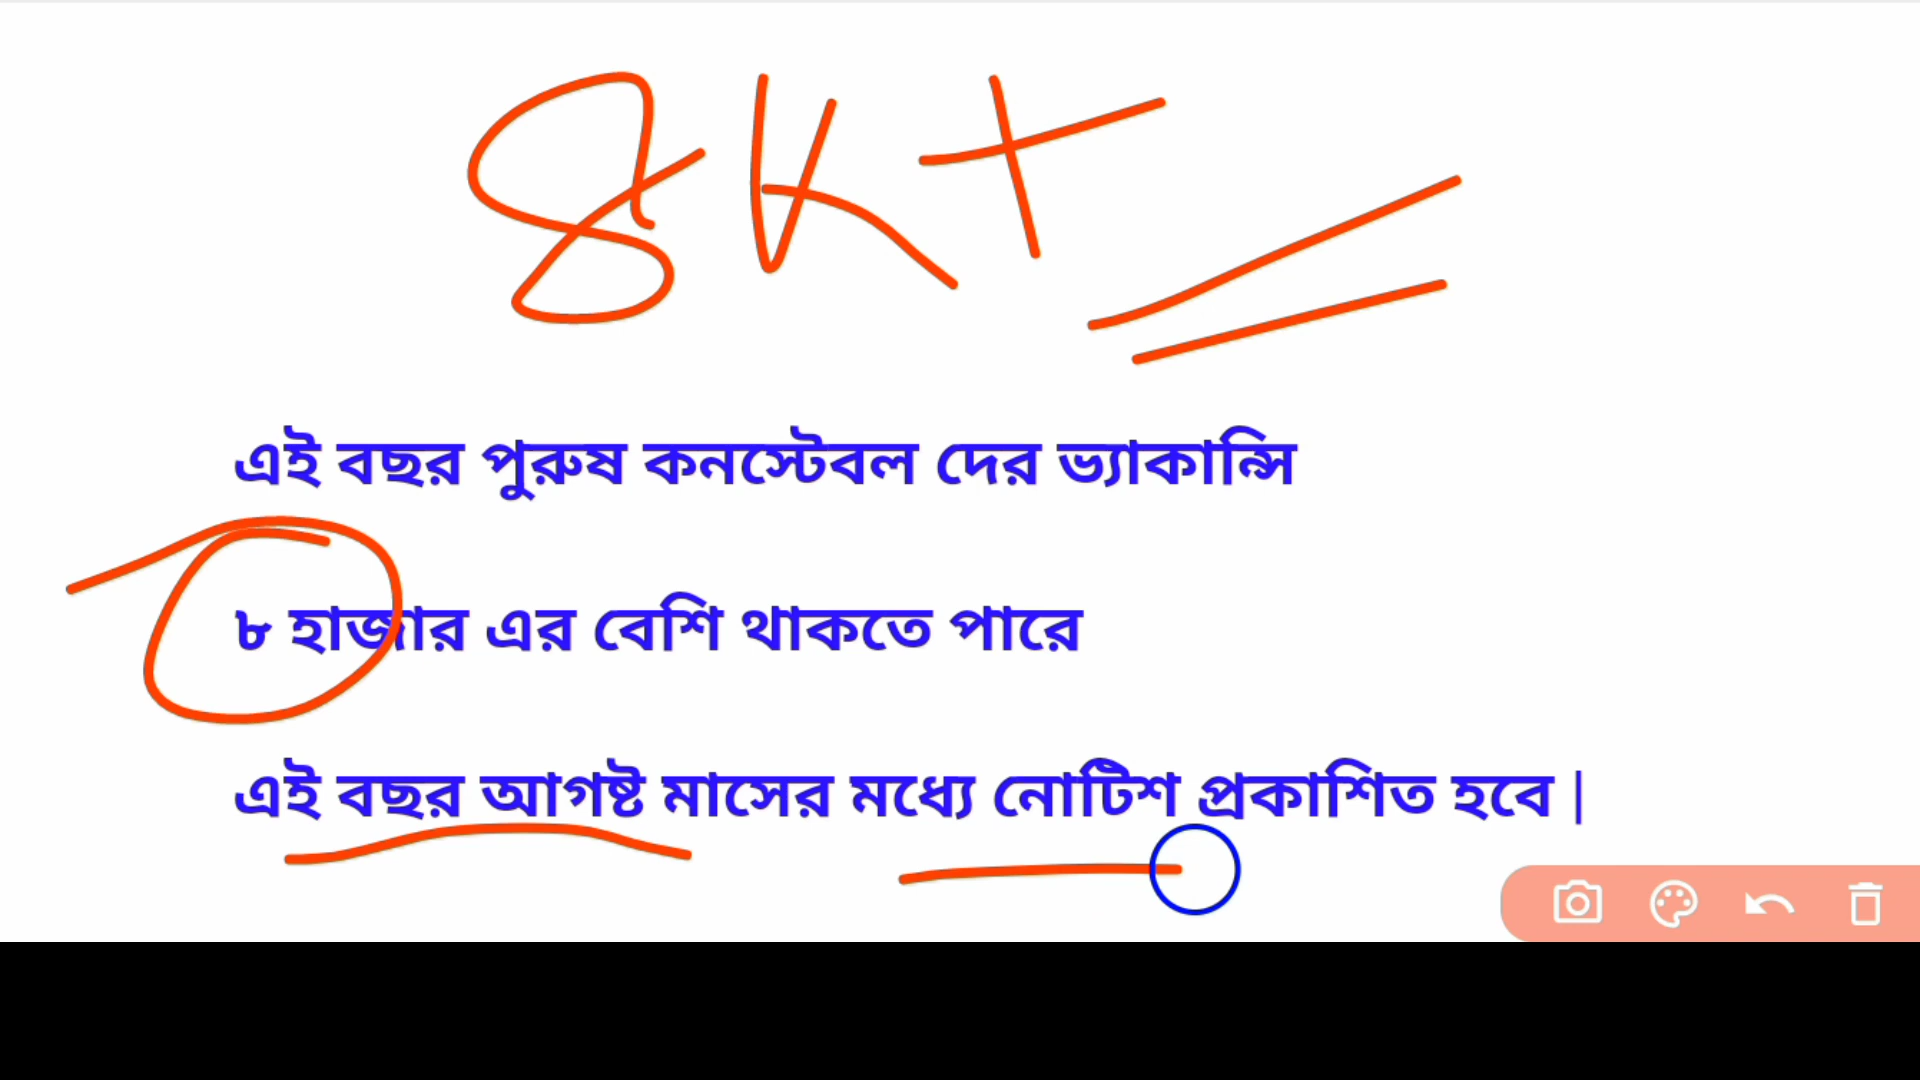 8K+
এই বছর পুরুষ কনস্টেবল দের ভ্যাকান্সি
৮ হাজার এর বেশি থাকতে পারে
এই বছর আগষ্ট মাসের মধ্যে নোটিশ প্রকাশিত হবে |